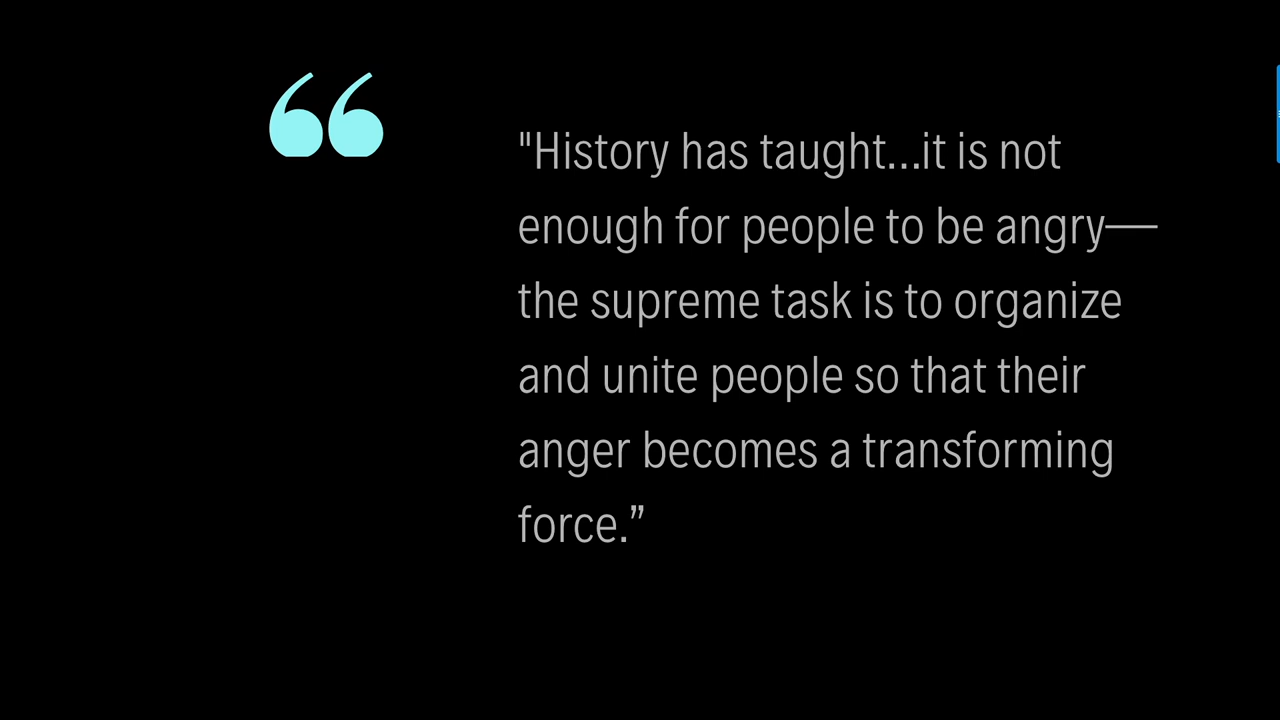 "History has taught...it is not
enough for people to be angry—
the supreme task is to organize
and unite people so that their
anger becomes a transforming
force.”